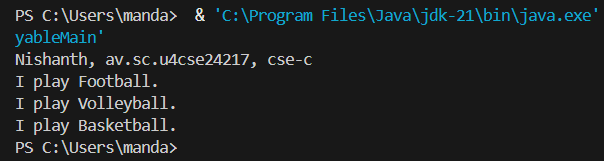 PS C:\Users\manda>  & 'C:\Program Files\Java\jdk-21\bin\java.exe'
yableMain'
Nishanth, av.sc.u4cse24217, cse-c
I play Football.
I play Volleyball.
I play Basketball.
PS C:\Users\manda>